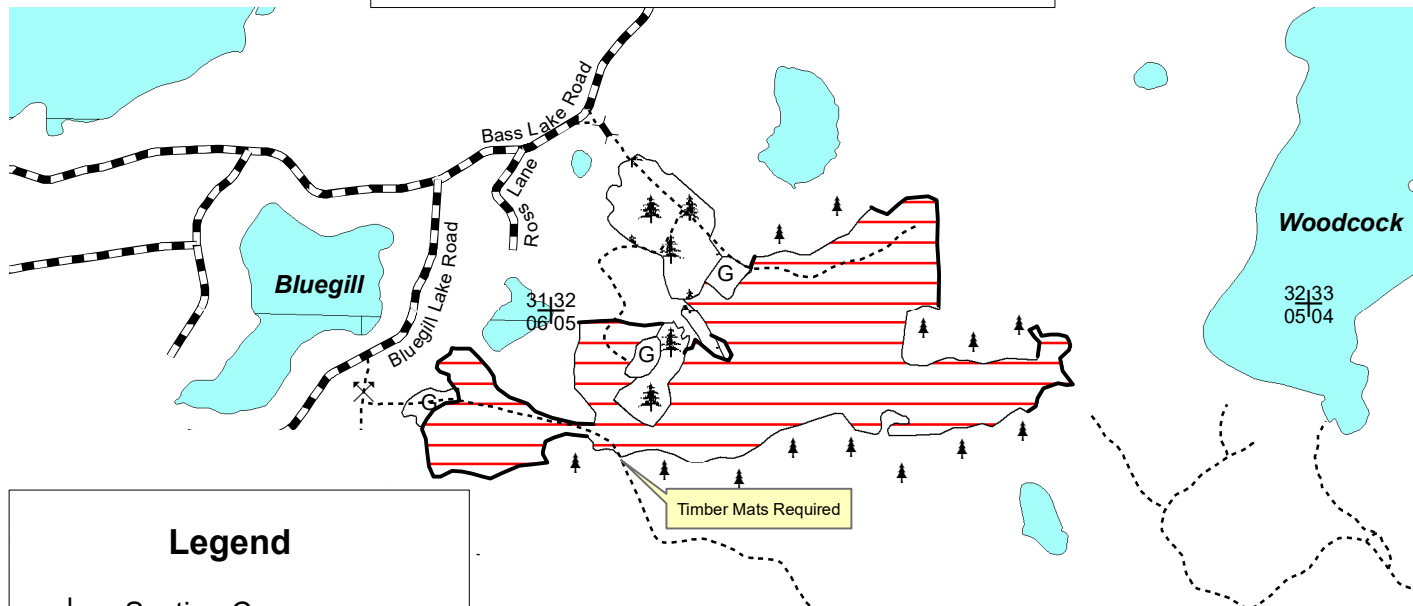 Bass Lake Road
Ross Lane
Woodcock
G
Bluegill
Bluegill Lake Road
31 32
06 05
32 33
05 04
G
G
Timber Mats Required
Legend